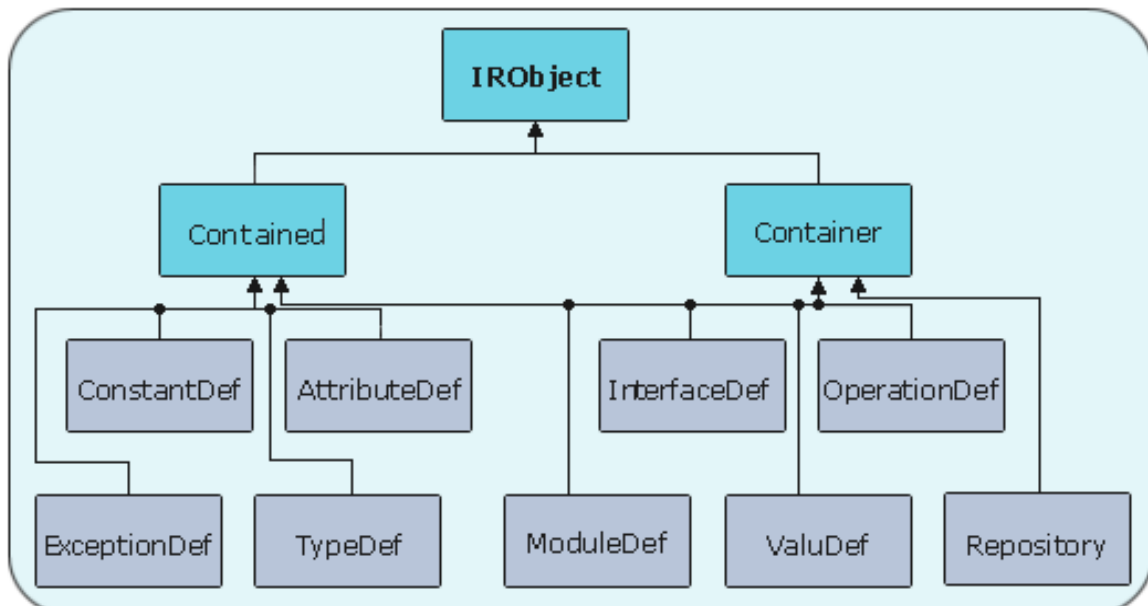 IRObject
Contained
Container
ConstantDef
AttributeDef
InterfaceDef
OperationDef
ExceptionDef
TypeDef
ModuleDef
ValuDef
Repository